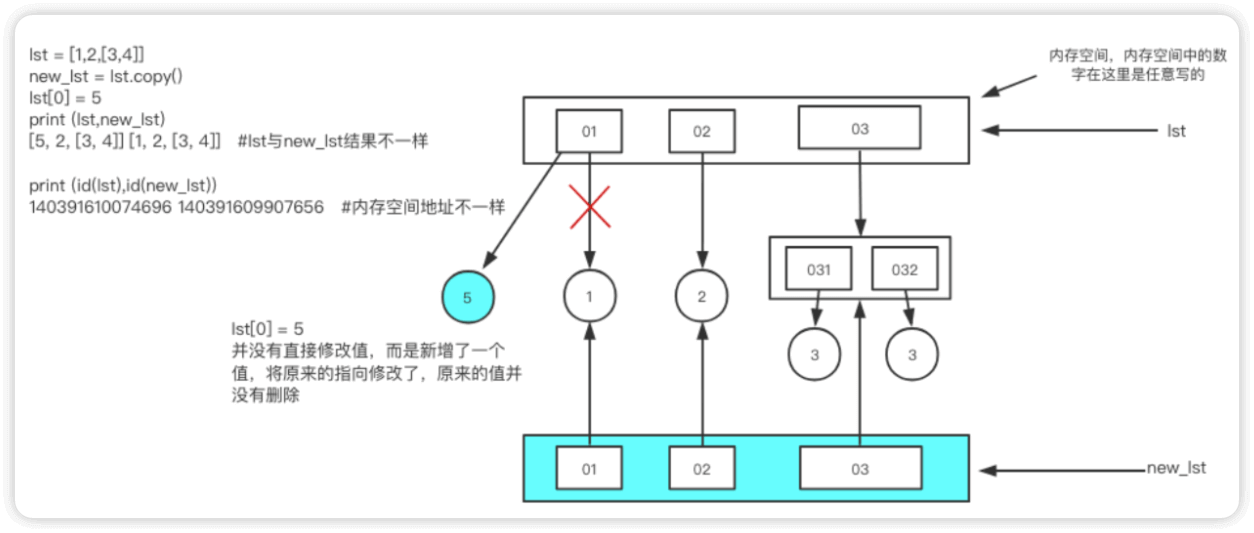 lst = [1,2,[3,4]]
new_lst = lst.copy()
lst[0] = 5
print (lst,new_lst)
[5, 2, [3, 4]] [1, 2, [3, 4]]    #lst与new_lst结果不一样
print (id(lst),id(new_lst))
140391610074696 140391609907656    #内存空间地址不一样
内存空间，内存空间中的数
字在这里是任意写的
01
02
03
lst
031
032
5
1
2
3
3
lst[0] = 5
并没有直接修改值，而是新增了一个
值，将原来的指向修改了，原来的值并
没有删除
01
02
03
new_lst